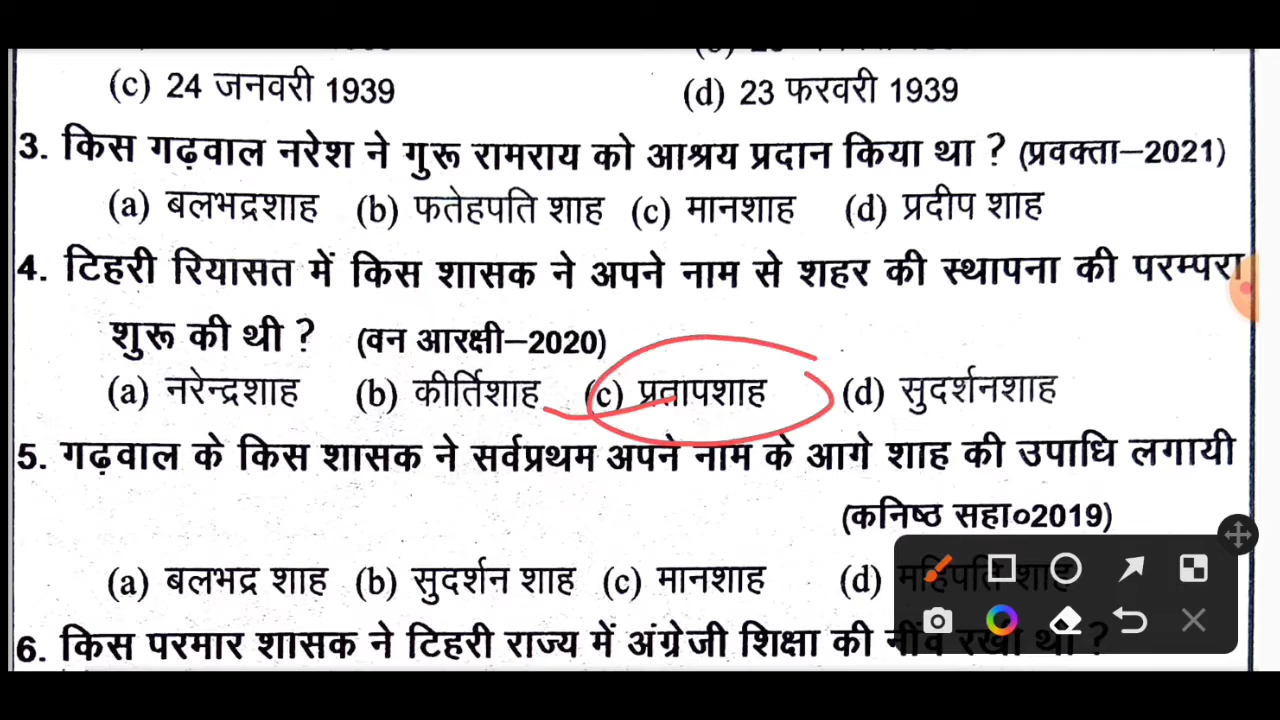 (c) 24 जनवरी 1939 (d) 23 फरवरी 1939
3. किस गढ़वाल नरेश ने गुरू रामराय को आश्रय प्रदान किया था ? (प्रवक्ता–2021)
(a) बलभद्रशाह (b) फतेहपति शाह (c) मानशाह (d) प्रदीप शाह
4. टिहरी रियासत में किस शासक ने अपने नाम से शहर की स्थापना की परम्परा
शुरू की थी ? (वन आरक्षी–2020)
(a) नरेन्द्रशाह (b) कीर्तिशाह (c) प्रतापशाह (d) सुदर्शनशाह
5. गढ़वाल के किस शासक ने सर्वप्रथम अपने नाम के आगे शाह की उपाधि लगायी
(कनिष्ठ सहा०2019)
(a) बलभद्र शाह (b) सुदर्शन शाह (c) मानशाह (d) महिपति शाह
6. किस परमार शासक ने टिहरी राज्य में अंग्रेजी शिक्षा की नींव रखी थी ?